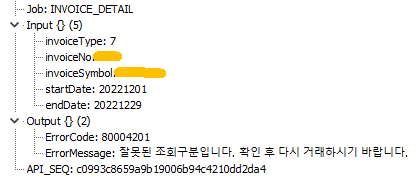 Job: INVOICE_DETAIL
Input {} (5)
invoiceType: 7
invoiceNo:
invoiceSymbol:
startDate: 20221201
endDate: 20221229
Output {} (2)
ErrorCode: 80004201
ErrorMessage: 잘못된 조회구분입니다. 확인 후 다시 거래하시기 바랍니다.
API_SEQ: c0993c8659a9b19006b94c4210dd2da4